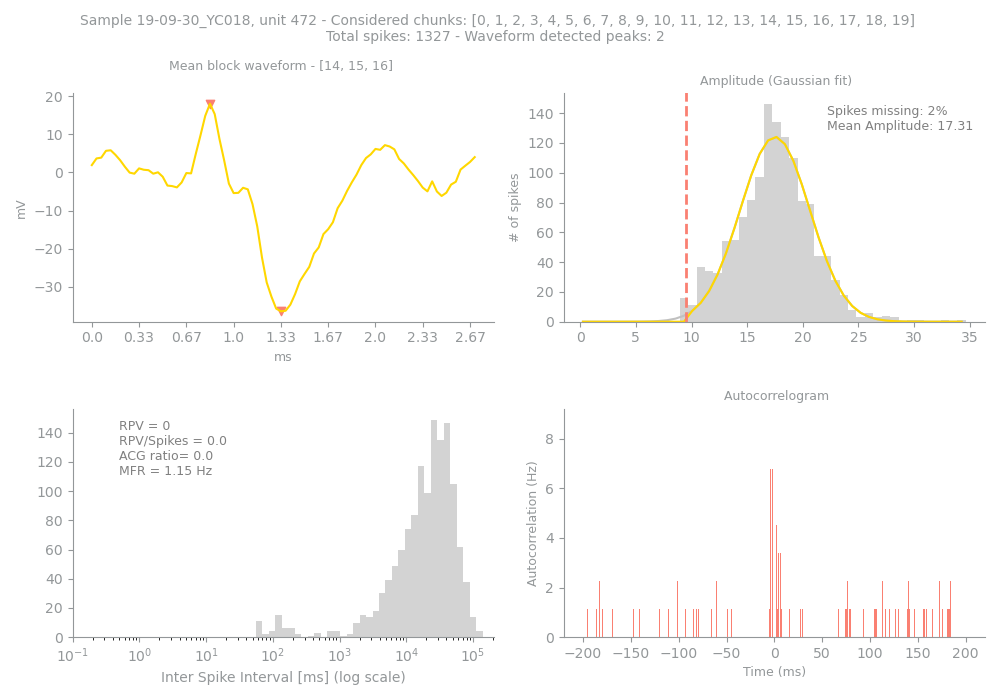 Sample 19-09-30_YC018, unit 472 - Considered chunks: [0, 1, 2, 3, 4, 5, 6, 7, 8, 9, 10, 11, 12, 13, 14, 15, 16, 17, 18, 19]
Total spikes: 1327 - Waveform detected peaks: 2
Mean block waveform - [14, 15, 16]
20
10
0
−10
−20
−30
mV
0.0 0.33 0.67 1.0 1.33 1.67 2.0 2.33 2.67
ms
Amplitude (Gaussian fit)
Spikes missing: 2%
Mean Amplitude: 17.31
140
120
100
80
60
40
20
0
# of spikes
0 5 10 15 20 25 30 35
RPV = 0
RPV/Spikes = 0.0
ACG ratio= 0.0
MFR = 1.15 Hz
140
120
100
80
60
40
20
0
10⁻¹ 10⁰ 10¹ 10² 10³ 10⁴ 10⁵
Inter Spike Interval [ms] (log scale)
Autocorrelogram
8
6
4
2
0
Autocorrelation (Hz)
−200 −150 −100 −50 0 50 100 150 200
Time (ms)